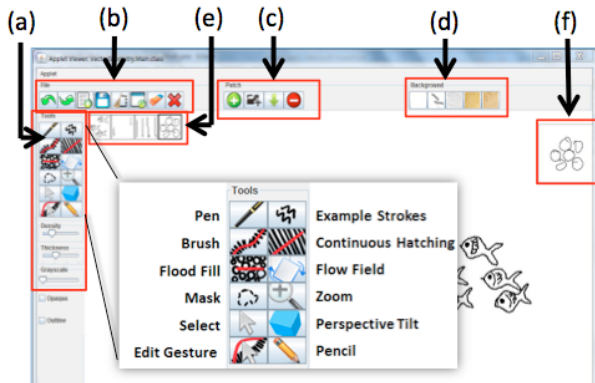 (a)
(b)
(e)
(c)
(d)
(f)
Applet
File
Patch
Background
Tools
Density
Thickness
Grayscale
Opaque
Outline
Tools
Pen
Example Strokes
Brush
Continuous Hatching
Flood Fill
Flow Field
Mask
Zoom
Select
Perspective Tilt
Edit Gesture
Pencil